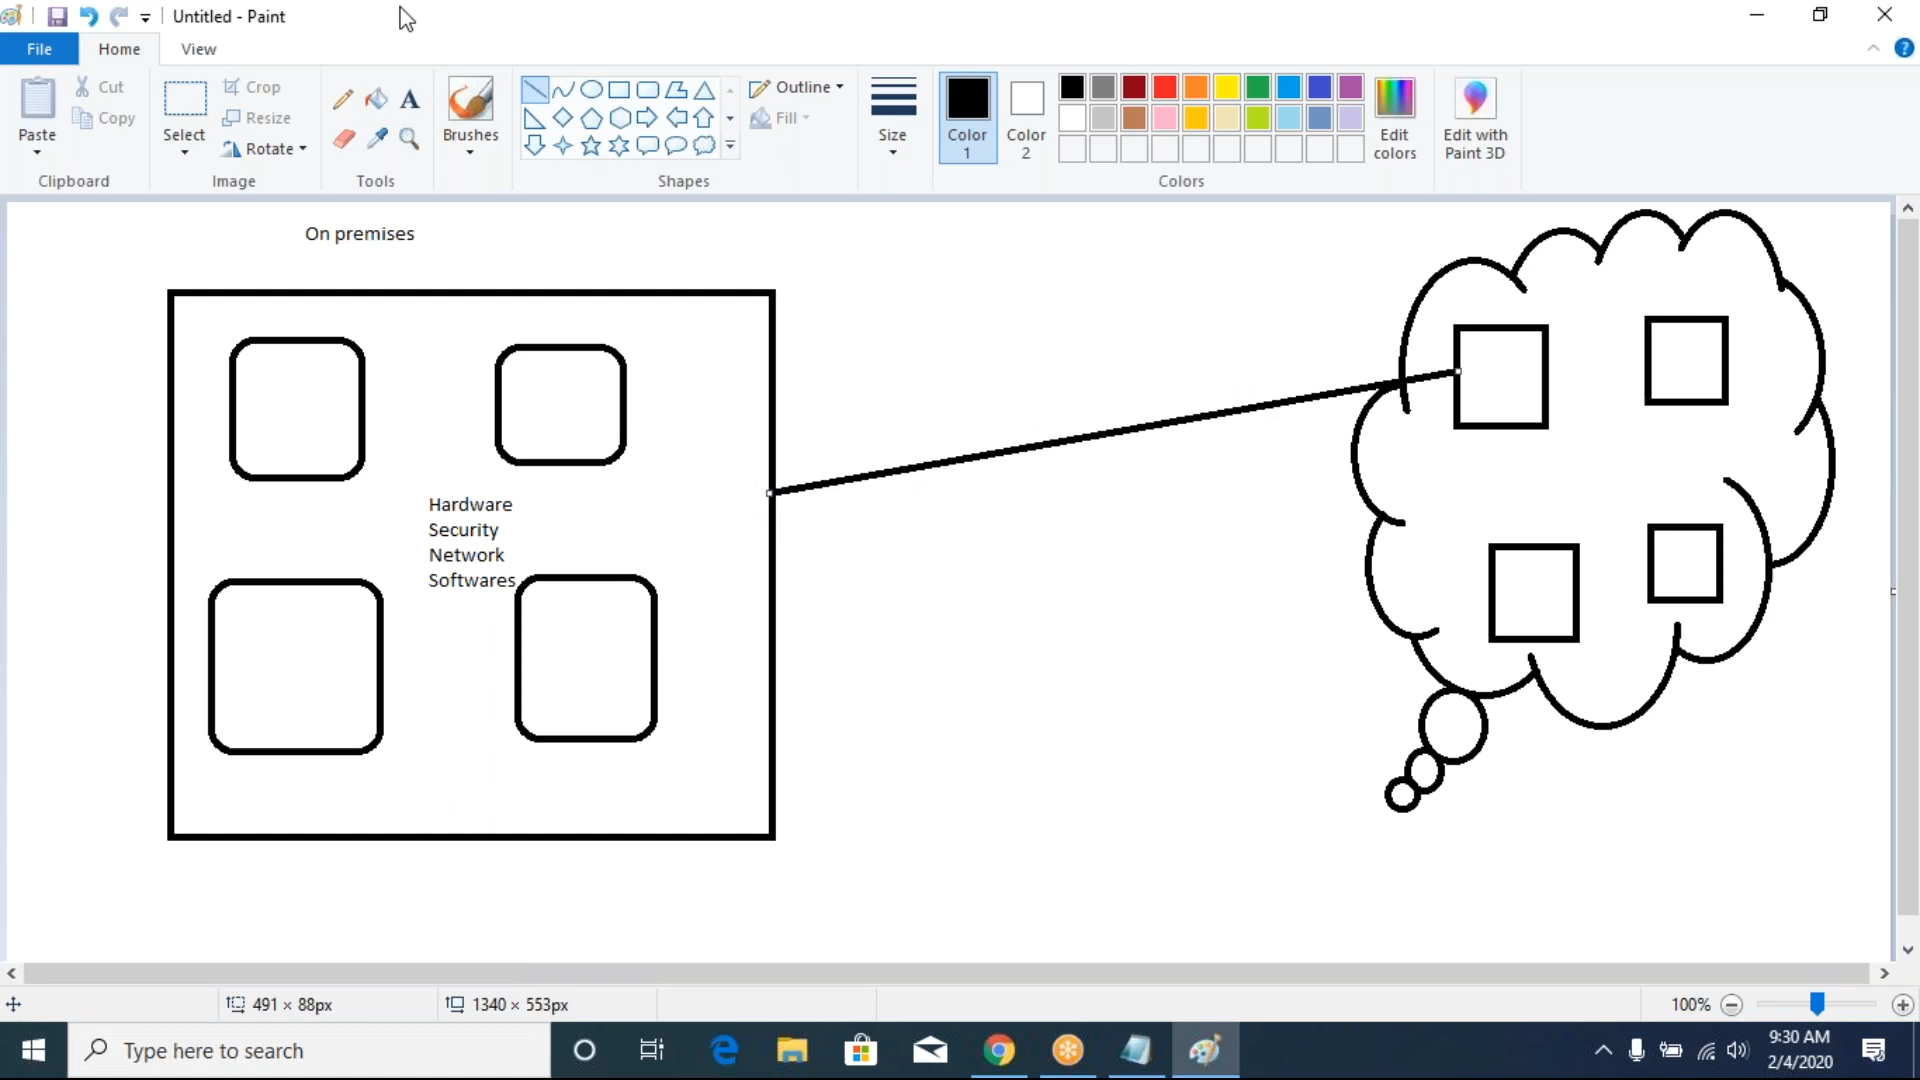 Untitled - Paint
File Home View
Paste
Cut
Copy
Clipboard
Select
Crop
Resize
Rotate
Image
Tools
Brushes
Shapes
Outline
Fill
Size
Color 1
Color 2
Edit colors
Edit with Paint 3D
Colors
On premises
Hardware
Security
Network
Softwares
491 × 88px
1340 × 553px
100%
Type here to search
9:30 AM
2/4/2020